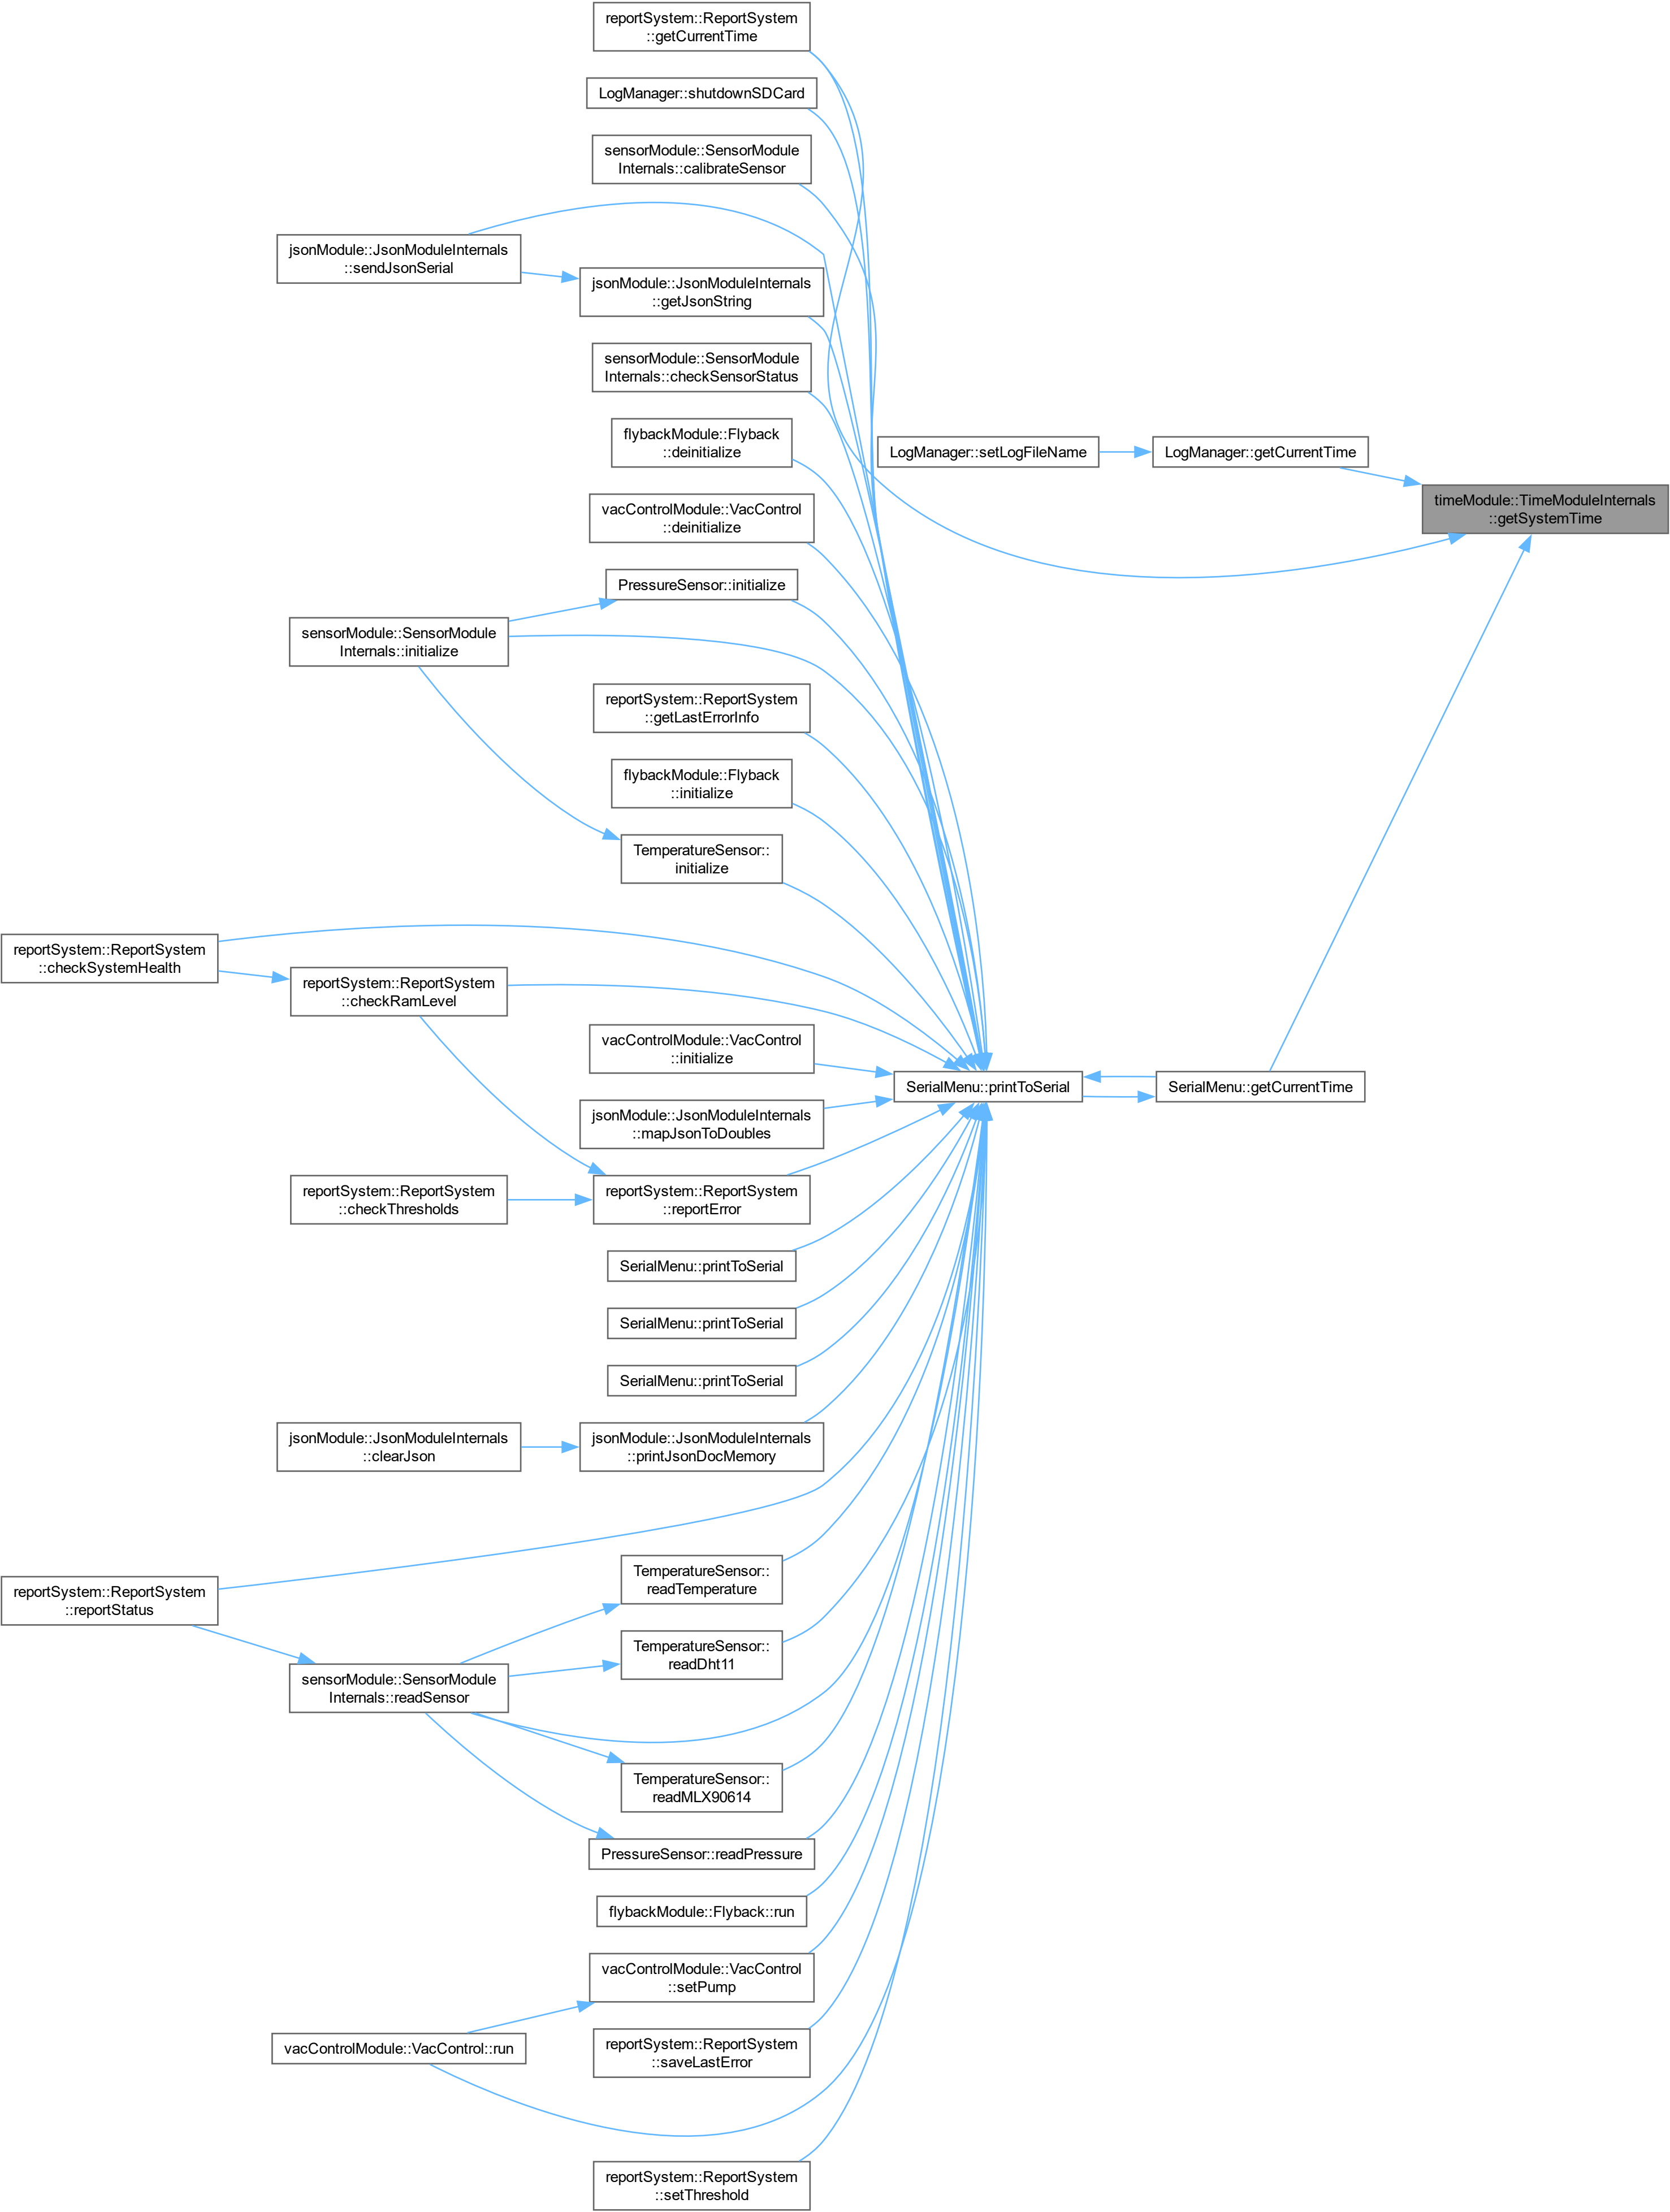 reportSystem::ReportSystem
::getCurrentTime
LogManager::shutdownSDCard
sensorModule::SensorModule
Internals::calibrateSensor
jsonModule::JsonModuleInternals
::sendJsonSerial
jsonModule::JsonModuleInternals
::getJsonString
sensorModule::SensorModule
Internals::checkSensorStatus
flybackModule::Flyback
::deinitialize
LogManager::setLogFileName
LogManager::getCurrentTime
timeModule::TimeModuleInternals
::getSystemTime
vacControlModule::VacControl
::deinitialize
PressureSensor::initialize
sensorModule::SensorModule
Internals::initialize
reportSystem::ReportSystem
::getLastErrorInfo
flybackModule::Flyback
::initialize
TemperatureSensor::
initialize
reportSystem::ReportSystem
::checkSystemHealth
reportSystem::ReportSystem
::checkRamLevel
vacControlModule::VacControl
::initialize
SerialMenu::printToSerial
SerialMenu::getCurrentTime
jsonModule::JsonModuleInternals
::mapJsonToDoubles
reportSystem::ReportSystem
::checkThresholds
reportSystem::ReportSystem
::reportError
SerialMenu::printToSerial
SerialMenu::printToSerial
SerialMenu::printToSerial
jsonModule::JsonModuleInternals
::clearJson
jsonModule::JsonModuleInternals
::printJsonDocMemory
reportSystem::ReportSystem
::reportStatus
TemperatureSensor::
readTemperature
TemperatureSensor::
readDht11
sensorModule::SensorModule
Internals::readSensor
TemperatureSensor::
readMLX90614
PressureSensor::readPressure
flybackModule::Flyback::run
vacControlModule::VacControl
::setPump
vacControlModule::VacControl::run
reportSystem::ReportSystem
::saveLastError
reportSystem::ReportSystem
::setThreshold